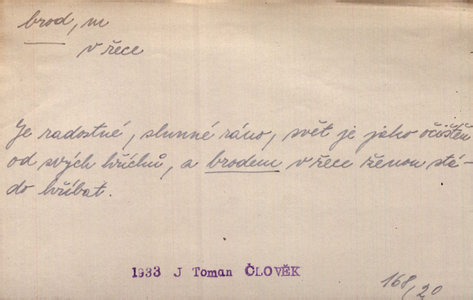 brod, m
v řece
Je radostné, slunné ráno, svět je jako očištěn
od svých hříchů, a brodem v řece ženou stá-
do hříbat.
1933 J Toman ČLOVĚK
168/20